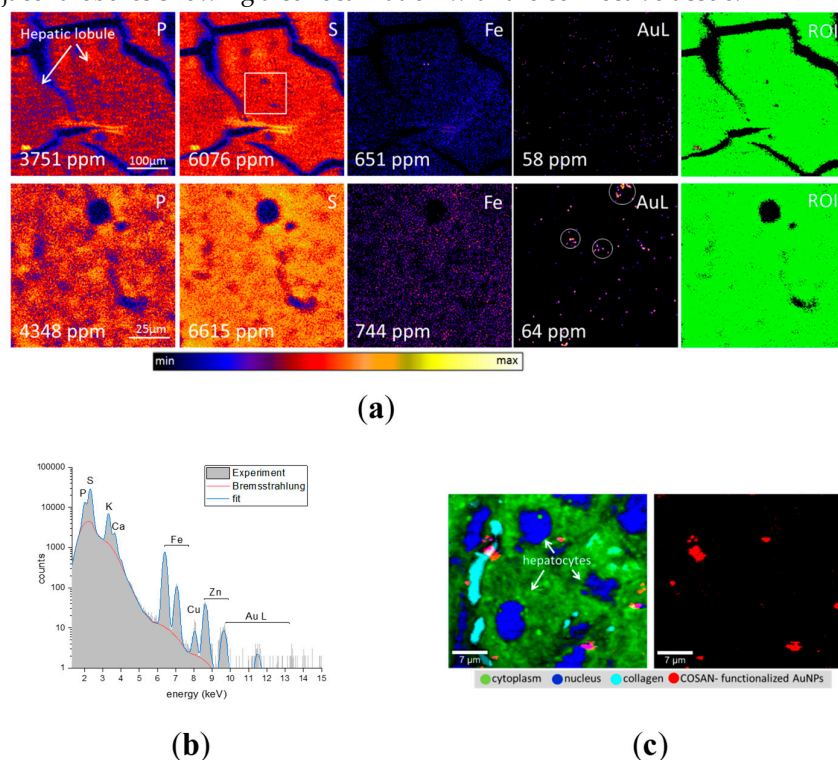 P S Fe AuL ROI
Hepatic lobule
3751 ppm 100µm 6076 ppm 651 ppm 58 ppm
P S Fe AuL ROI
4348 ppm 25µm 6615 ppm 744 ppm 64 ppm
min max
(a)
100000
10000
1000
100
10
1
counts
P S K Ca Fe Cu Zn Au L
Experiment
Bremsstrahlung
fit
2 3 4 5 6 7 8 9 10 11 12 13 14 15
energy (keV)
hepatocytes
7 µm 7 µm
cytoplasm nucleus collagen COSAN- functionalized AuNPs
(b) (c)